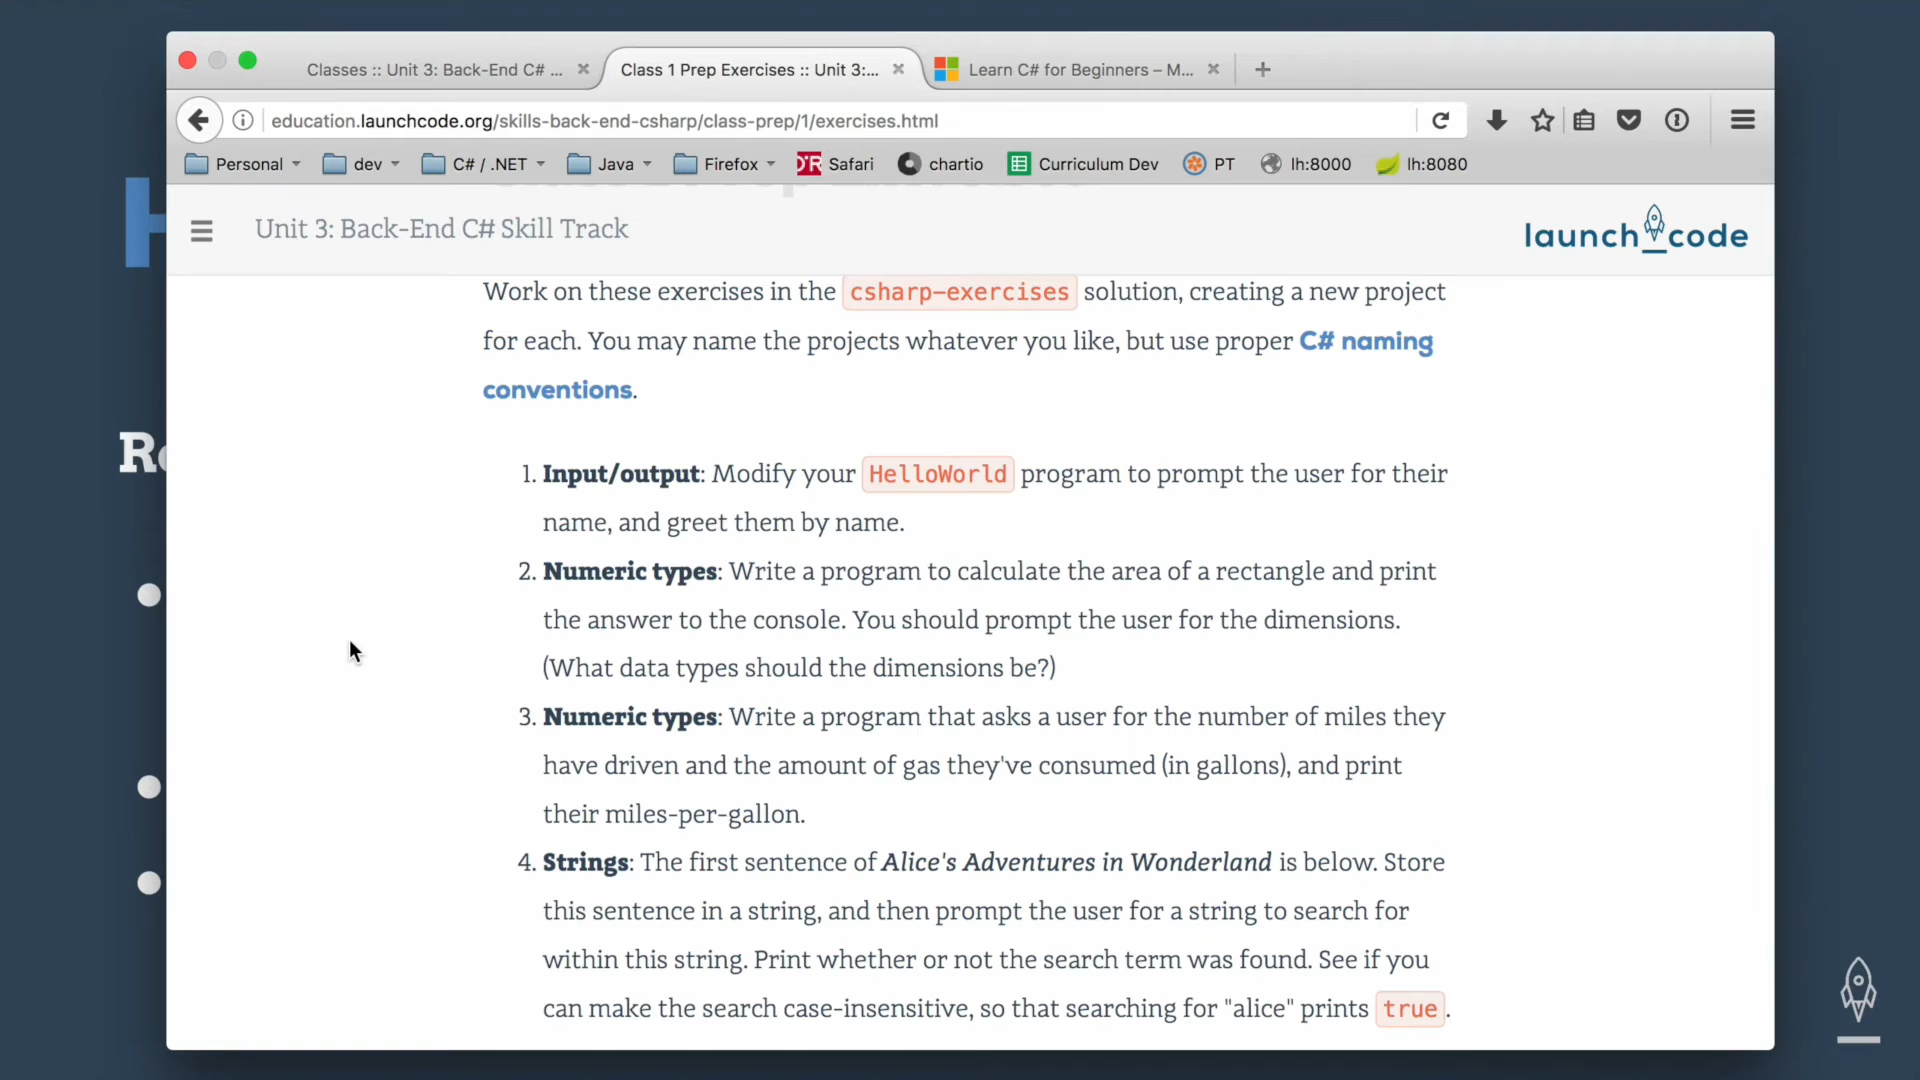 Classes :: Unit 3: Back-End C# ...
Class 1 Prep Exercises :: Unit 3:...
Learn C# for Beginners – M...
education.launchcode.org/skills-back-end-csharp/class-prep/1/exercises.html
Personal
dev
C# / .NET
Java
Firefox
Safari
chartio
Curriculum Dev
PT
lh:8000
lh:8080
Unit 3: Back-End C# Skill Track
launch_code
Work on these exercises in the csharp-exercises solution, creating a new project
for each. You may name the projects whatever you like, but use proper C# naming
conventions.
1. Input/output: Modify your HelloWorld program to prompt the user for their
name, and greet them by name.
2. Numeric types: Write a program to calculate the area of a rectangle and print
the answer to the console. You should prompt the user for the dimensions.
(What data types should the dimensions be?)
3. Numeric types: Write a program that asks a user for the number of miles they
have driven and the amount of gas they've consumed (in gallons), and print
their miles-per-gallon.
4. Strings: The first sentence of Alice's Adventures in Wonderland is below. Store
this sentence in a string, and then prompt the user for a string to search for
within this string. Print whether or not the search term was found. See if you
can make the search case-insensitive, so that searching for "alice" prints true.